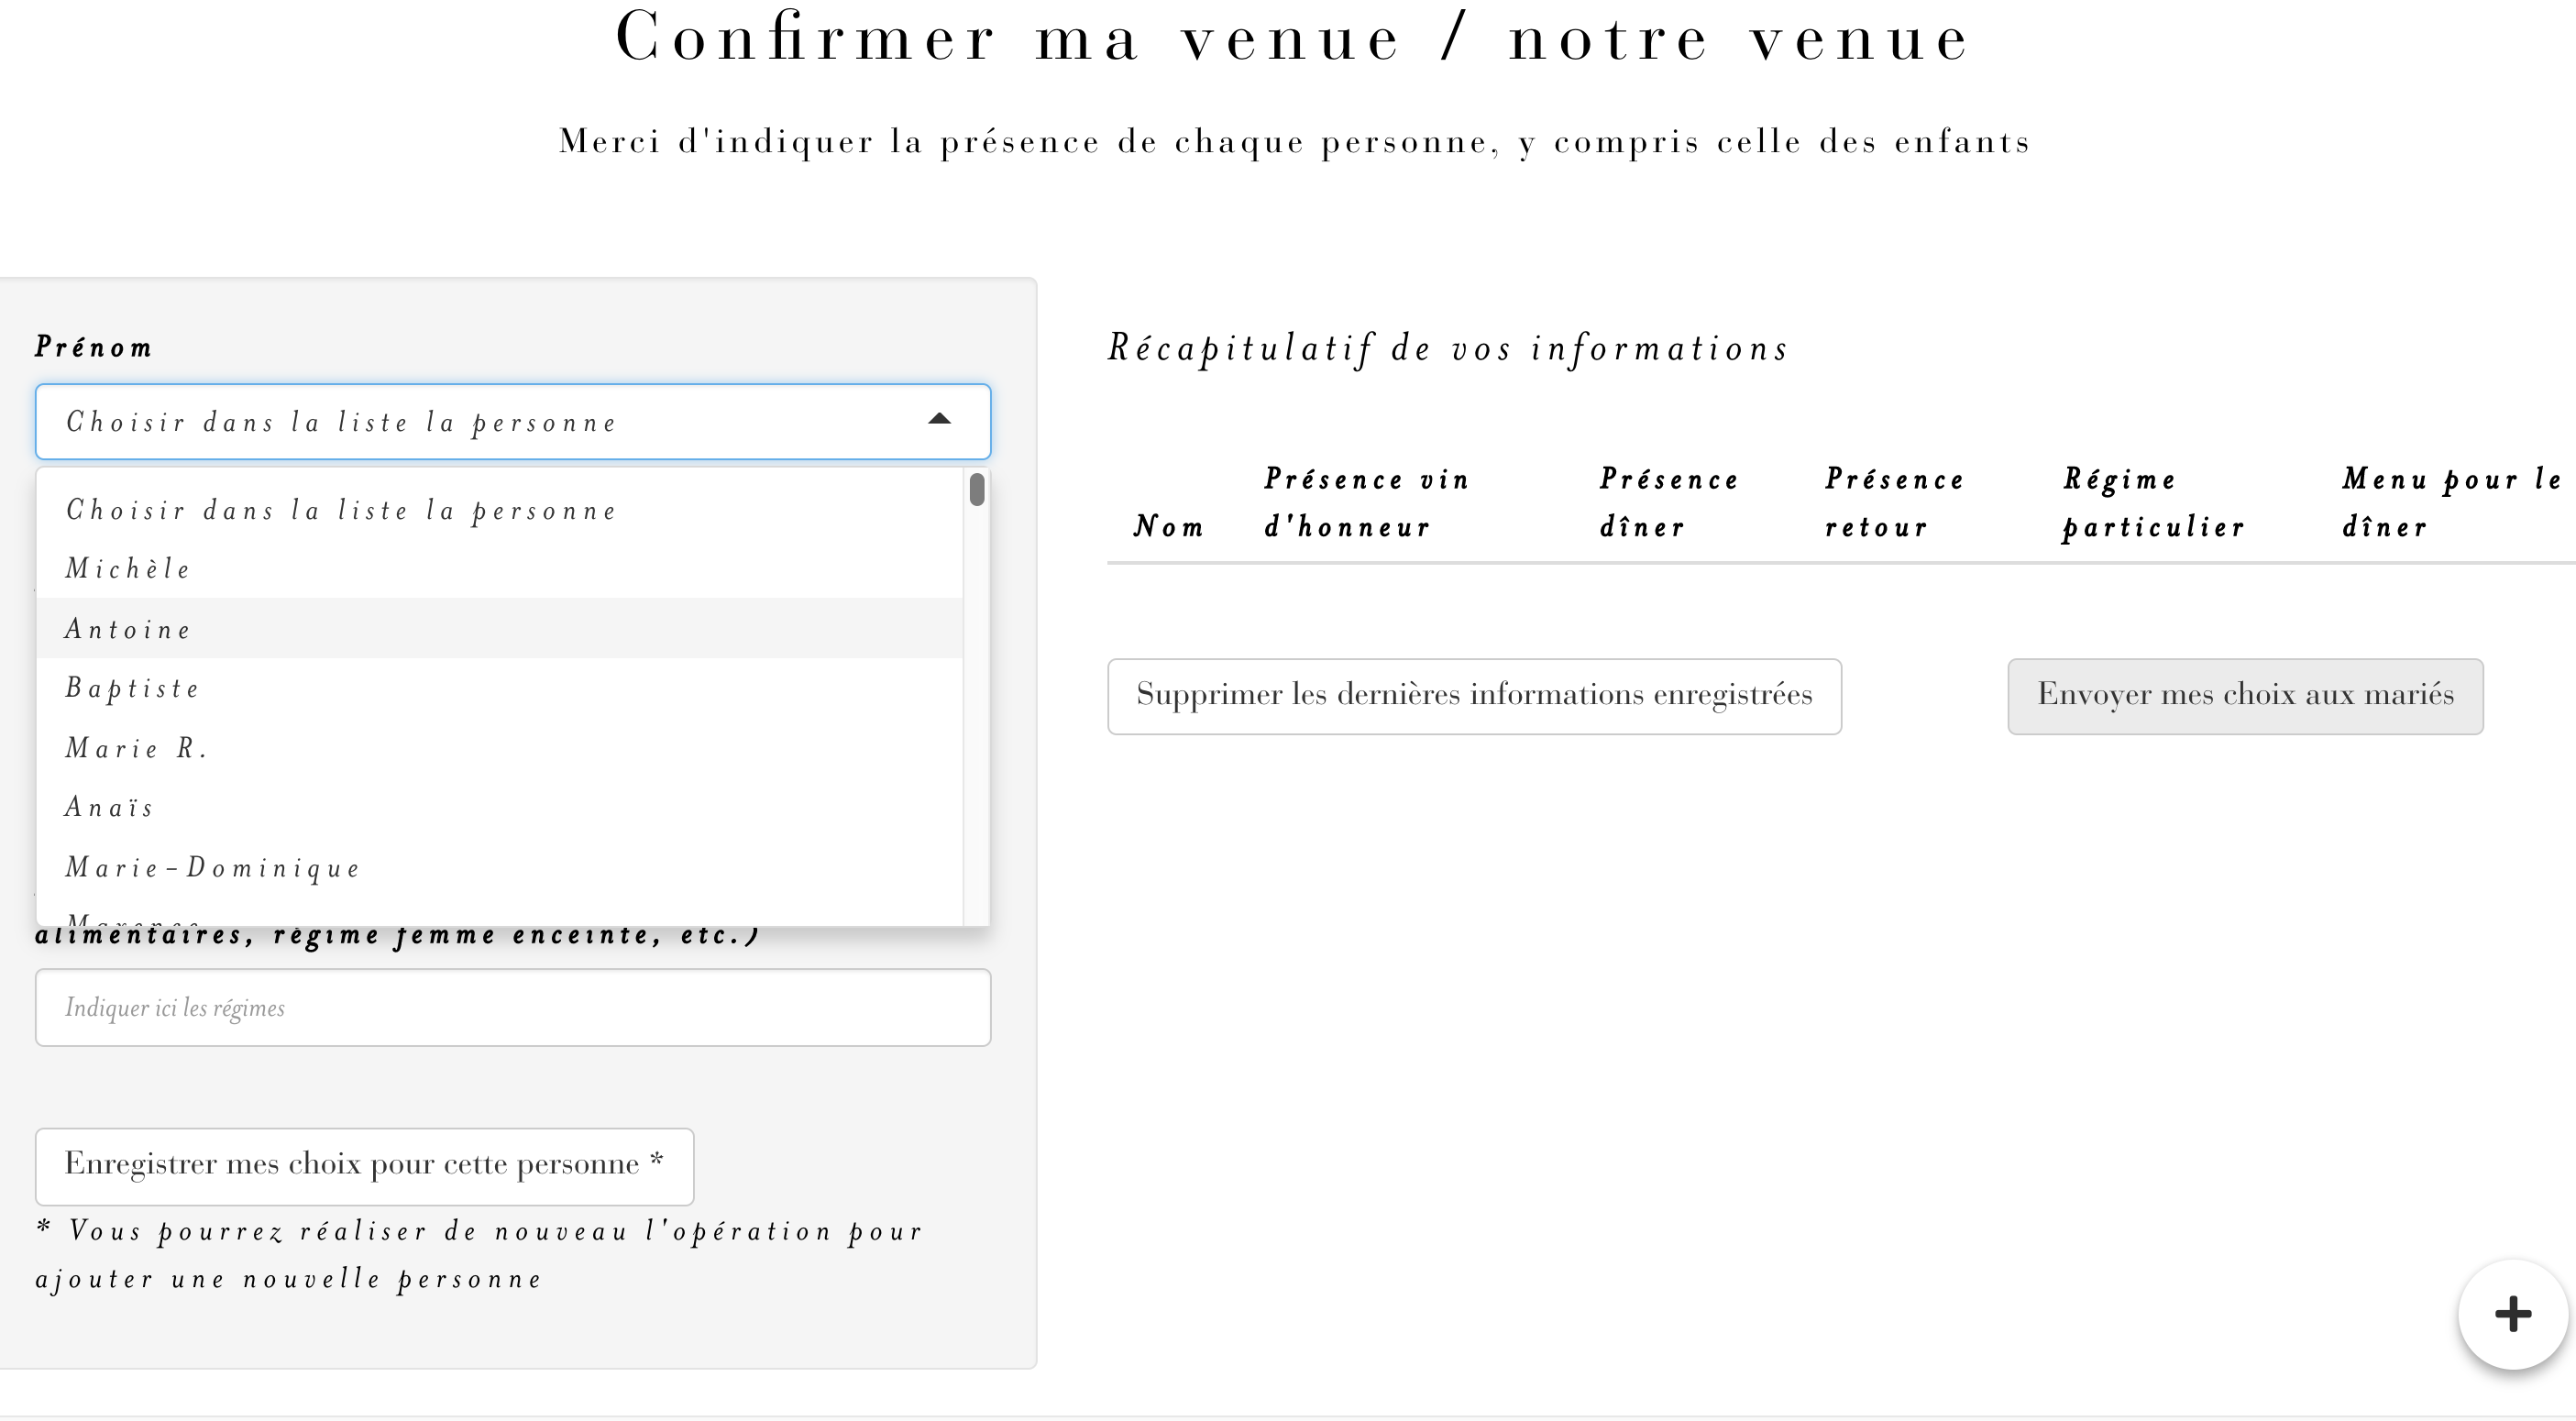 Confirmer ma venue / notre venue
Merci d'indiquer la présence de chaque personne, y compris celle des enfants
Prénom
Choisir dans la liste la personne
Choisir dans la liste la personne
Michèle
Antoine
Baptiste
Marie R.
Anaïs
Marie-Dominique
alimentaires, régime femme enceinte, etc.)
Indiquer ici les régimes
Enregistrer mes choix pour cette personne *
* Vous pourrez réaliser de nouveau l'opération pour
ajouter une nouvelle personne
Récapitulatif de vos informations
Nom
Présence vin
d'honneur
Présence
dîner
Présence
retour
Régime
particulier
Menu pour le
dîner
Supprimer les dernières informations enregistrées
Envoyer mes choix aux mariés